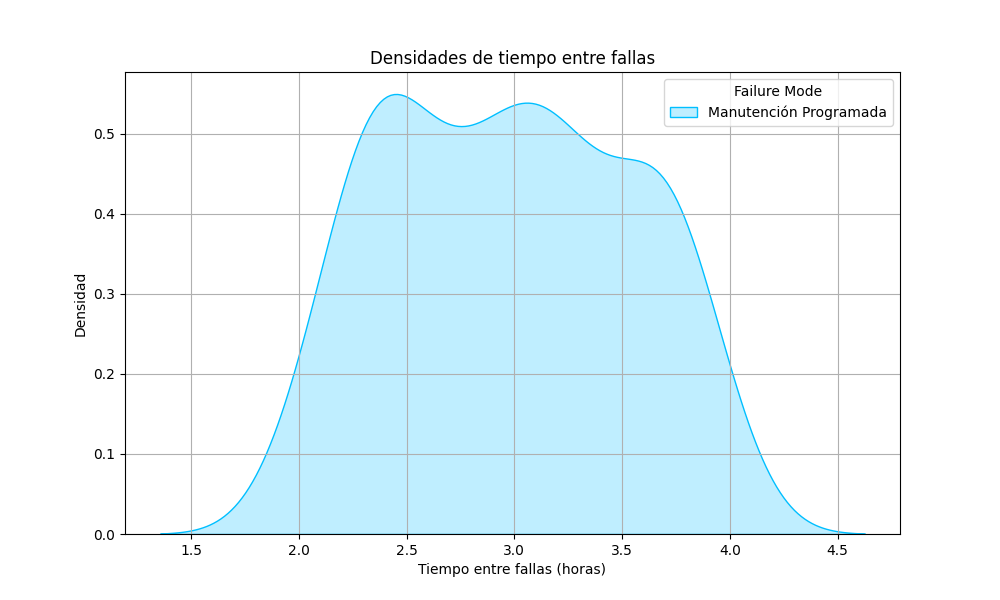 Densidades de tiempo entre fallas
Failure Mode
Manutención Programada
Densidad
0.5
0.4
0.3
0.2
0.1
0.0
1.5 2.0 2.5 3.0 3.5 4.0 4.5
Tiempo entre fallas (horas)